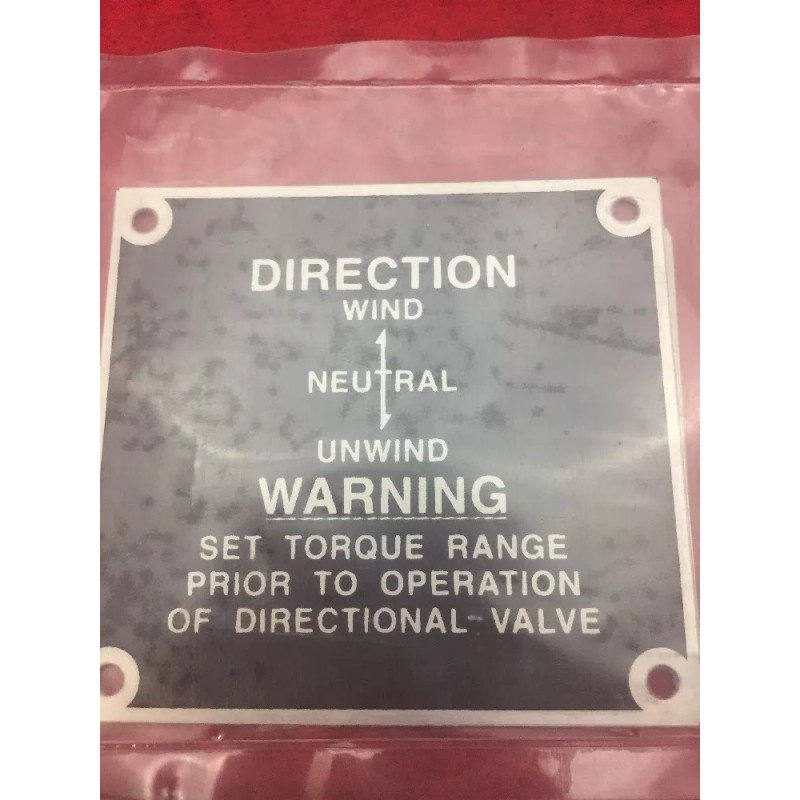 DIRECTION
WIND
NEUTRAL
UNWIND
WARNING
SET TORQUE RANGE
PRIOR TO OPERATION
OF DIRECTIONAL VALVE